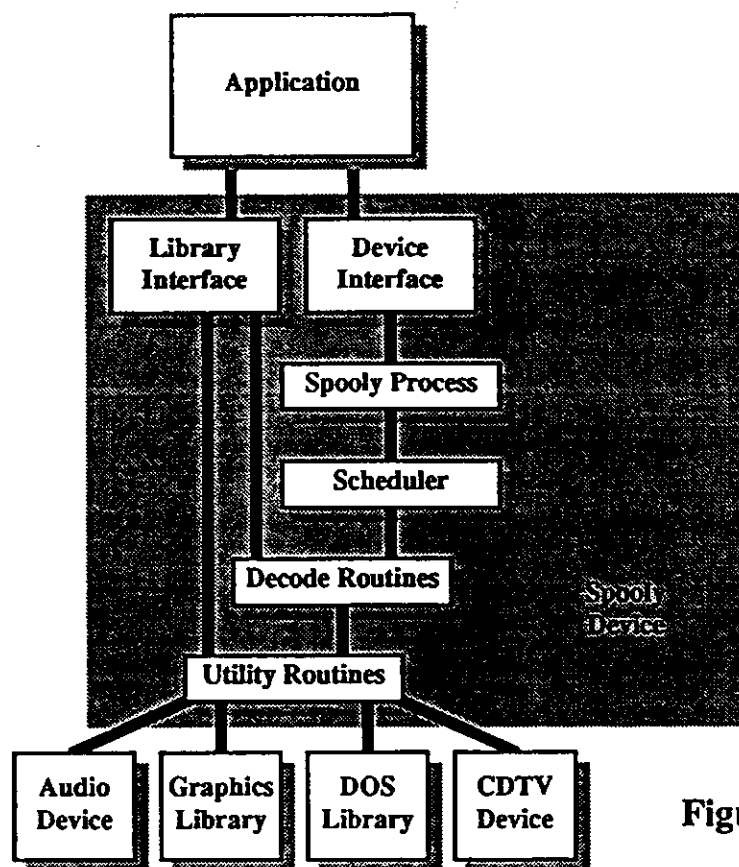 Application
Library
Interface
Device
Interface
Spooly Process
Scheduler
Decode Routines
Spooly
Device
Utility Routines
Audio
Device
Graphics
Library
DOS
Library
CDTV
Device
Figu